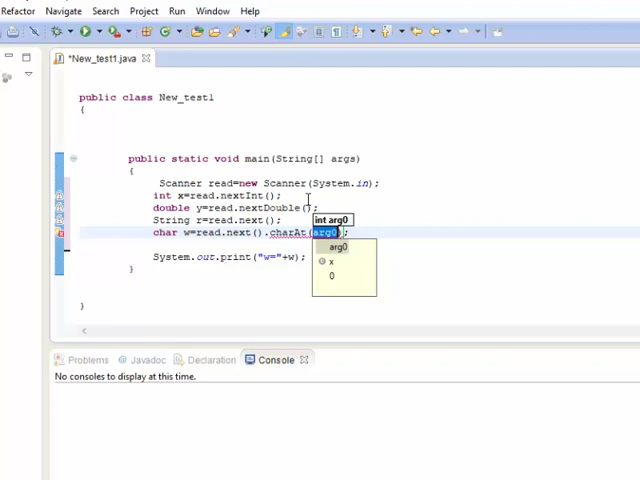 Refactor Navigate Search Project Run Window Help
*New_test1.java
public class New_test1
{
public static void main(String[] args)
{
Scanner read=new Scanner(System.in);
int x=read.nextInt();
double y=read.nextDouble();
String r=read.next();
int arg0
char w=read.next().charAt(arg0);
arg0
x
0
System.out.print("w="+w);
}
}
Problems @ Javadoc Declaration Console
No consoles to display at this time.